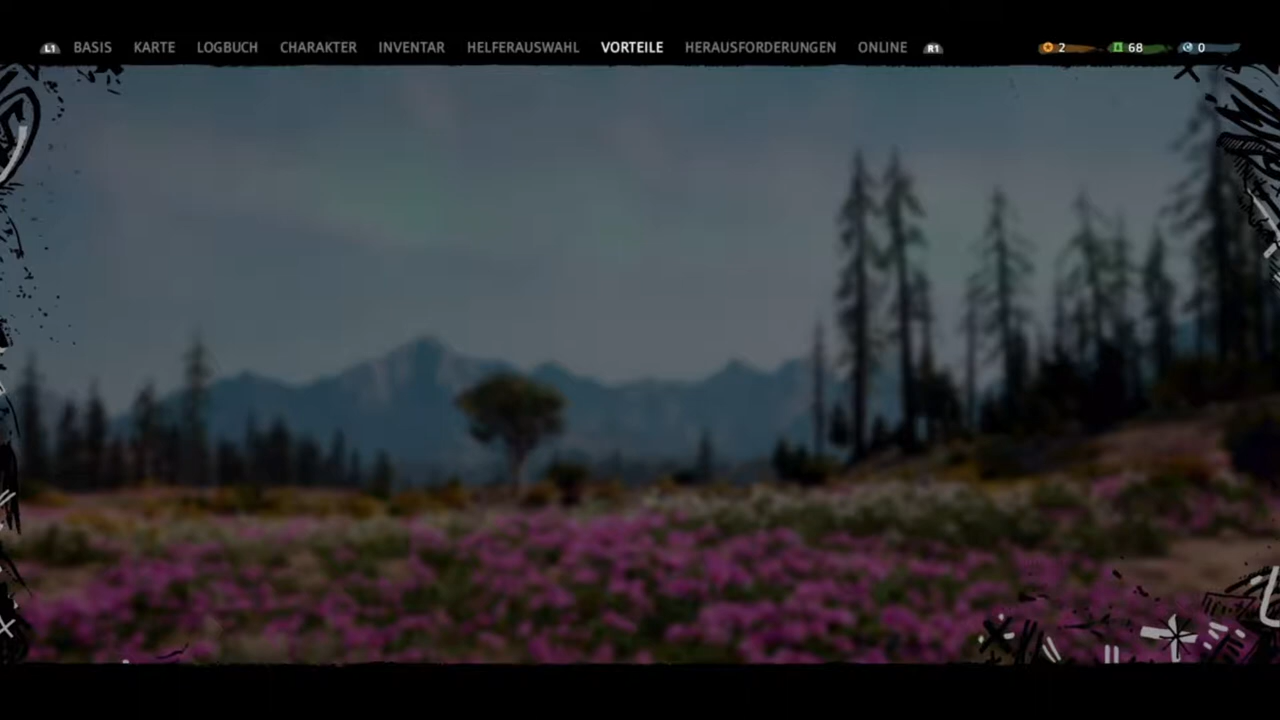 L1 BASIS KARTE LOGBUCH CHARAKTER INVENTAR HELFERAUSWAHL VORTEILE HERAUSFORDERUNGEN ONLINE R1 2 68 0